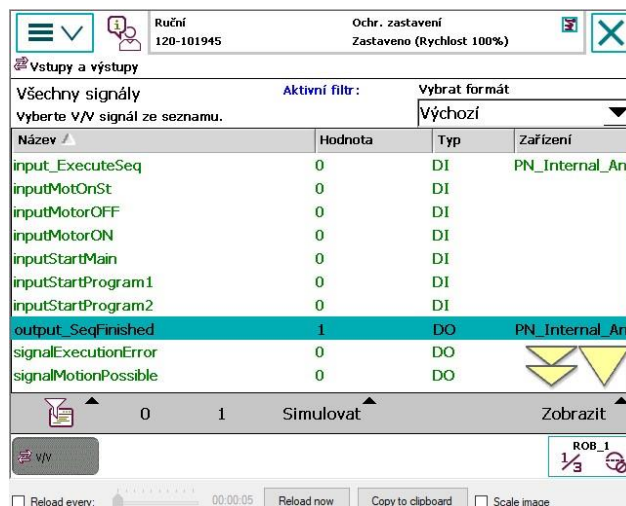 Ruční
120-101945
Ochr. zastavení
Zastaveno (Rychlost 100%)
Vstupy a výstupy
Všechny signály
Vyberte V/V signál ze seznamu.
Aktivní filtr:
Vybrat formát
Výchozí
Název Hodnota Typ Zařízení
input_ExecuteSeq 0 DI PN_Internal_An
inputMotOnSt 0 DI
inputMotorOFF 0 DI
inputMotorON 0 DI
inputStartMain 0 DI
inputStartProgram1 0 DI
inputStartProgram2 0 DI
output_SeqFinished 1 DO PN_Internal_An
signalExecutionError 0 DO
signalMotionPossible 0 DO
0 1 Simulovat Zobrazit
V/V
ROB_1
1/3
Reload every: 00:00:05 Reload now Copy to clipboard Scale image